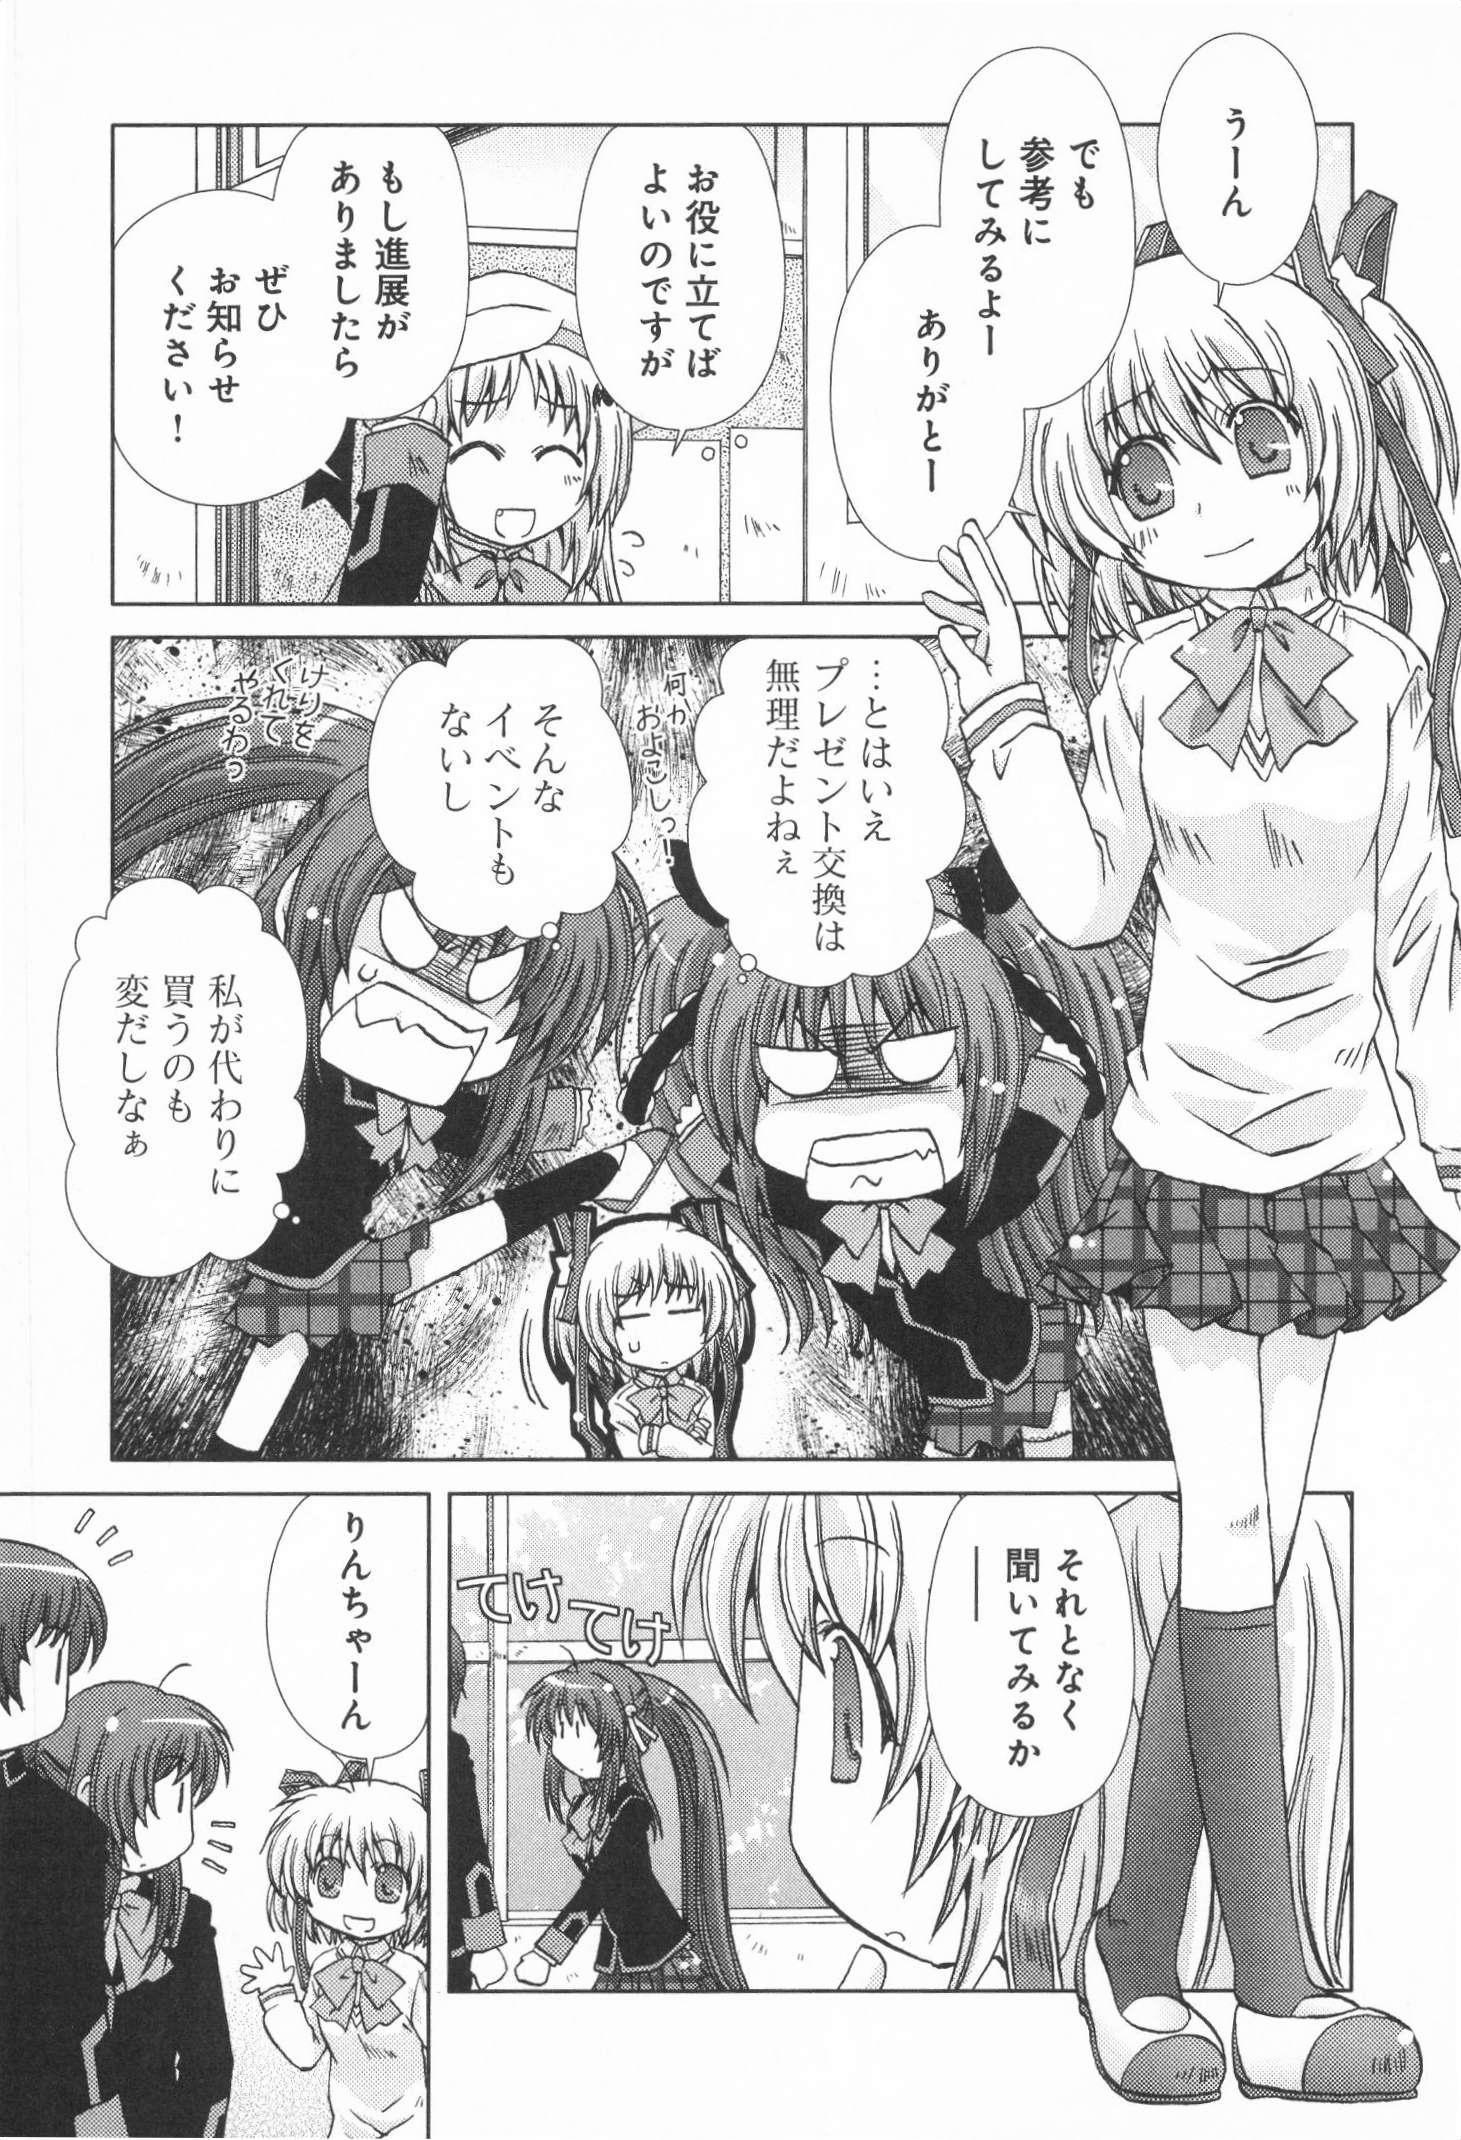 うーん
でも
参考に
してみるよー
ありがとー
お役に立てば
よいのですが
もし進展が
ありましたら
ぜひ
お知らせ
ください!
…とはいえ
プレゼント交換は
無理だよねぇ
何か
およこしっ!
そんな
イベントも
ないし
けりを
くれて
やるわっ
私が代わりに
買うのも
変だしなぁ
それとなく
聞いてみるか
―
てけてけ
りんちゃーん